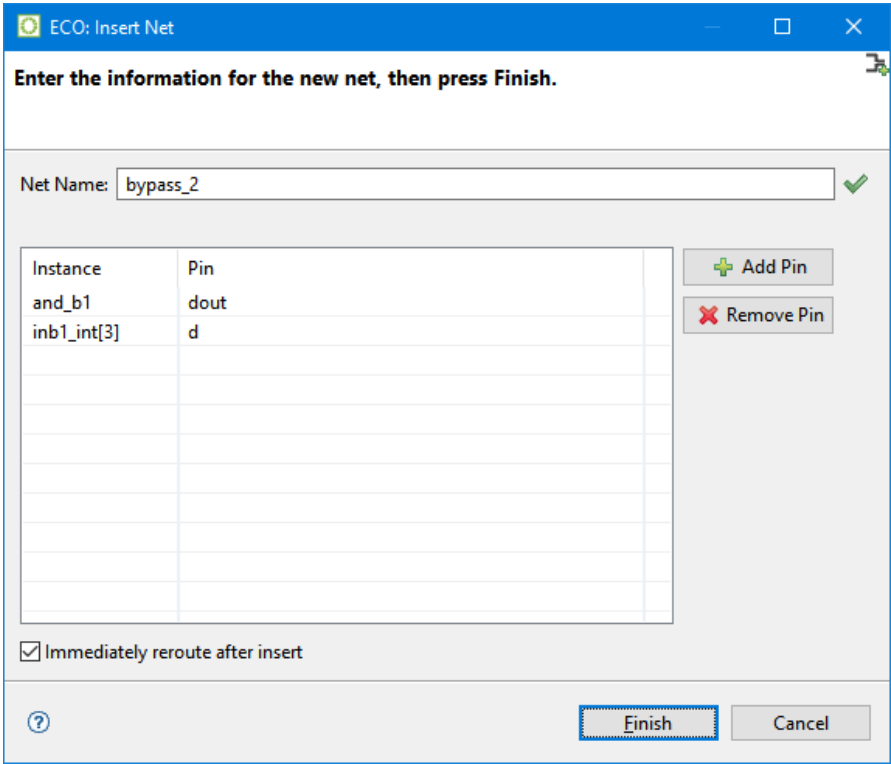 ECO: Insert Net
Enter the information for the new net, then press Finish.
Net Name: bypass_2
Instance Pin
Add Pin
and_b1 dout
Remove Pin
inb1_int[3] d
Immediately reroute after insert
Finish Cancel